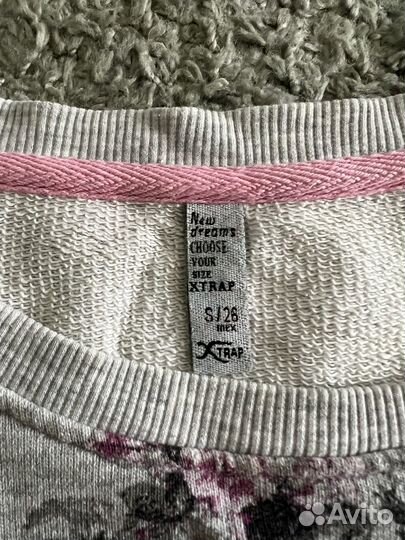 New
dreams
CHOOSE
YOUR
SIZE
XTRAP
S/26
MEX
XTRAP
Avito